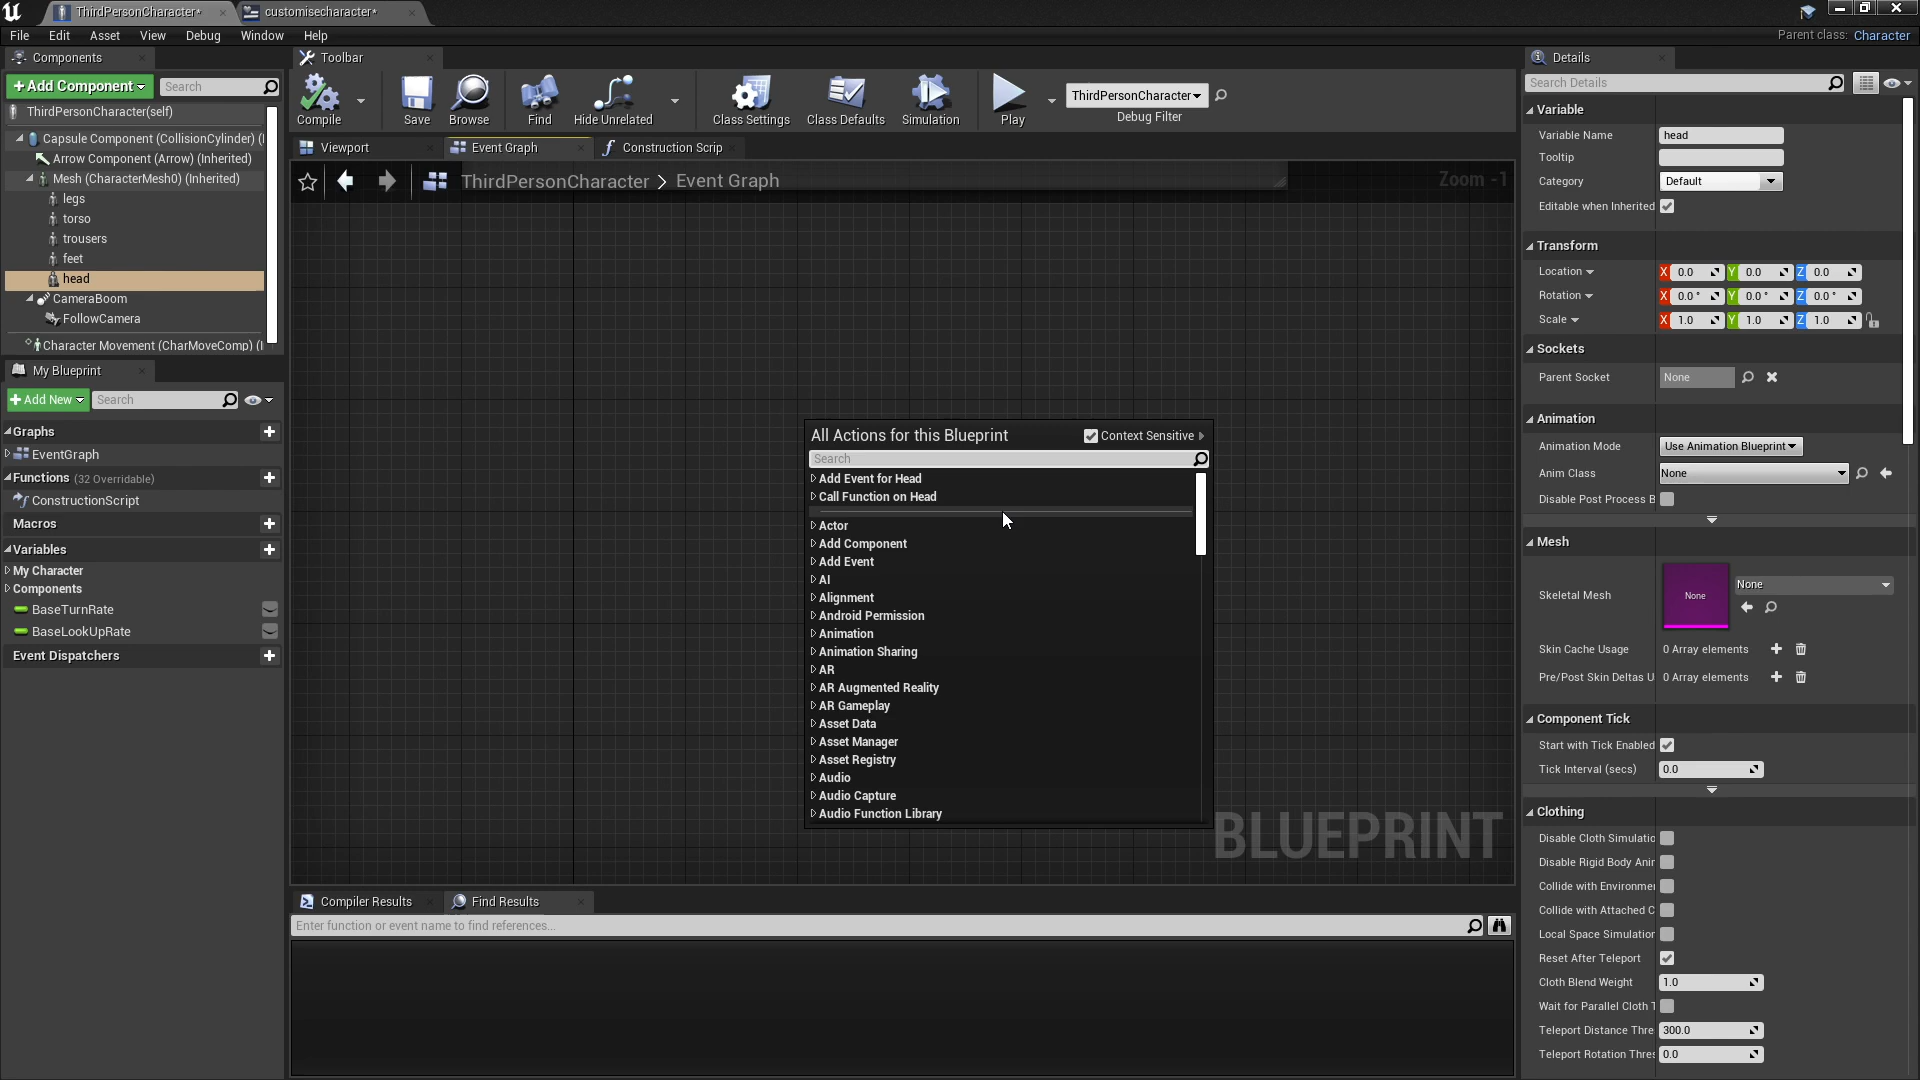 ThirdPersonCharacter*
customisecharacter*
File Edit Asset View Debug Window Help
Parent class: Character
Components
Toolbar
Details
Add Component
Search
Search Details
ThirdPersonCharacter(self)
Capsule Component (CollisionCylinder) (I
Arrow Component (Arrow) (Inherited)
Mesh (CharacterMesh0) (Inherited)
legs
torso
trousers
feet
head
CameraBoom
FollowCamera
Character Movement (CharMoveComp) (I
Compile
Save
Browse
Find
Hide Unrelated
Class Settings
Class Defaults
Simulation
Play
ThirdPersonCharacter
Debug Filter
Viewport
Event Graph
Construction Scrip
ThirdPersonCharacter > Event Graph
Zoom -1
My Blueprint
Add New
Search
Graphs
EventGraph
Functions (32 Overridable)
ConstructionScript
Macros
Variables
My Character
Components
BaseTurnRate
BaseLookUpRate
Event Dispatchers
All Actions for this Blueprint
Context Sensitive
Search
Add Event for Head
Call Function on Head
Actor
Add Component
Add Event
AI
Alignment
Android Permission
Animation
Animation Sharing
AR
AR Augmented Reality
AR Gameplay
Asset Data
Asset Manager
Asset Registry
Audio
Audio Capture
Audio Function Library
BLUEPRINT
Compiler Results
Find Results
Enter function or event name to find references...
Variable
Variable Name head
Tooltip
Category Default
Editable when Inherited
Transform
Location X 0.0 Y 0.0 Z 0.0
Rotation X 0.0 ° Y 0.0 ° Z 0.0 °
Scale X 1.0 Y 1.0 Z 1.0
Sockets
Parent Socket None
Animation
Animation Mode Use Animation Blueprint
Anim Class None
Disable Post Process B
Mesh
Skeletal Mesh None None
Skin Cache Usage 0 Array elements
Pre/Post Skin Deltas U 0 Array elements
Component Tick
Start with Tick Enabled
Tick Interval (secs) 0.0
Clothing
Disable Cloth Simulatio
Disable Rigid Body Anin
Collide with Environmer
Collide with Attached C
Local Space Simulation
Reset After Teleport
Cloth Blend Weight 1.0
Wait for Parallel Cloth T
Teleport Distance Thre 300.0
Teleport Rotation Thres 0.0